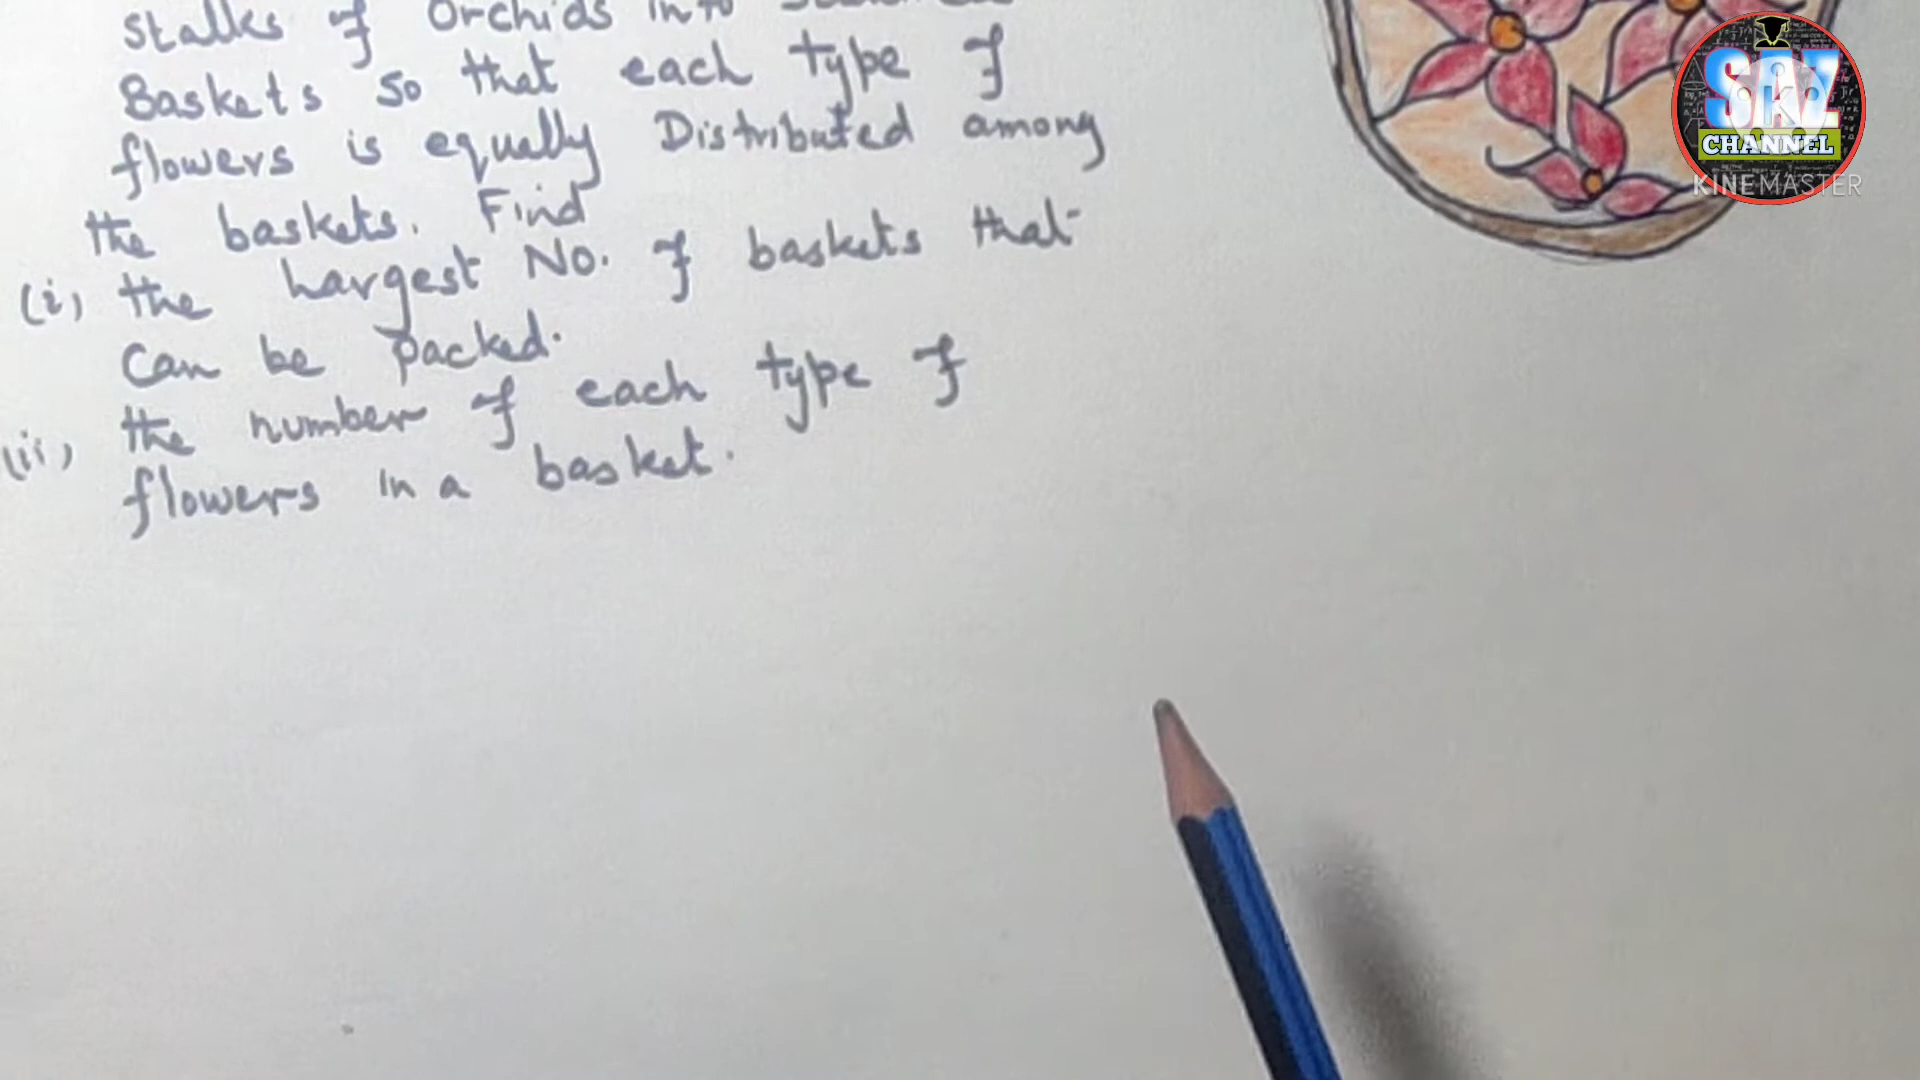 stalks of Orchids into
Baskets so that each type of
flowers is equally Distributed among
the baskets. Find
(i) the largest No. of baskets that
can be packed.
(ii) the number of each type of
flowers in a basket.
SAZ
CHANNEL
KINEMASTER